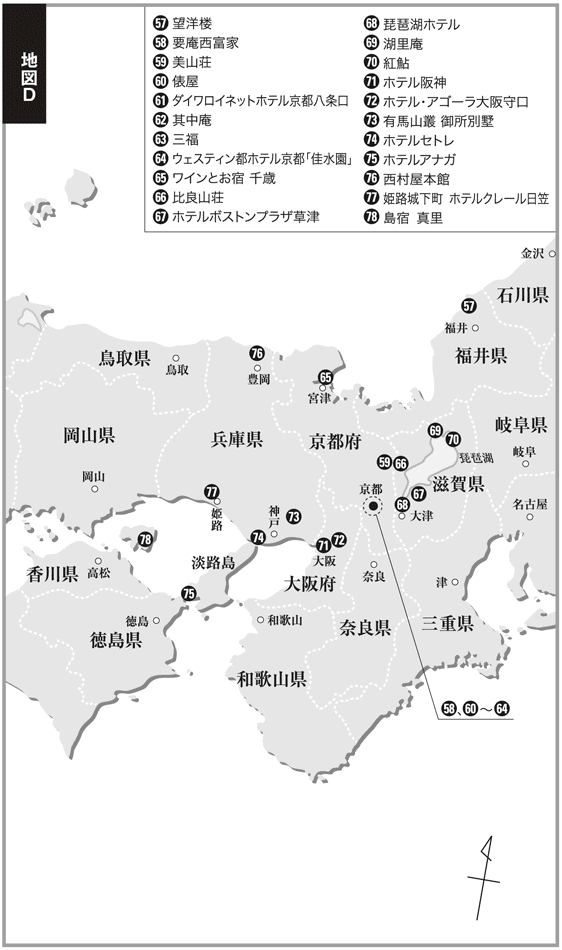 地図D
57 望洋楼
58 要庵西富家
59 美山荘
60 俵屋
61 ダイワロイネットホテル京都八条口
62 其中庵
63 三福
64 ウェスティン都ホテル京都「佳水園」
65 ワインとお宿 千歳
66 比良山荘
67 ホテルボストンプラザ草津
68 琵琶湖ホテル
69 湖里庵
70 紅鮎
71 ホテル阪神
72 ホテル・アゴーラ大阪守口
73 有馬山叢 御所別墅
74 ホテルセトレ
75 ホテルアナガ
76 西村屋本館
77 姫路城下町 ホテルクレール日笠
78 島宿 真里
金沢
石川県
57
福井
福井県
76
豊岡
鳥取県
鳥取
65
宮津
岐阜県
岐阜
岡山県
岡山
兵庫県
京都府
69
70
琵琶湖
59
66
滋賀県
67
京都
68
大津
77
姫路
神戸
73
名古屋
78
74
71
72
大阪
淡路島
香川県
高松
大阪府
奈良
津
75
徳島
徳島県
和歌山
奈良県
三重県
和歌山県
58、60〜64